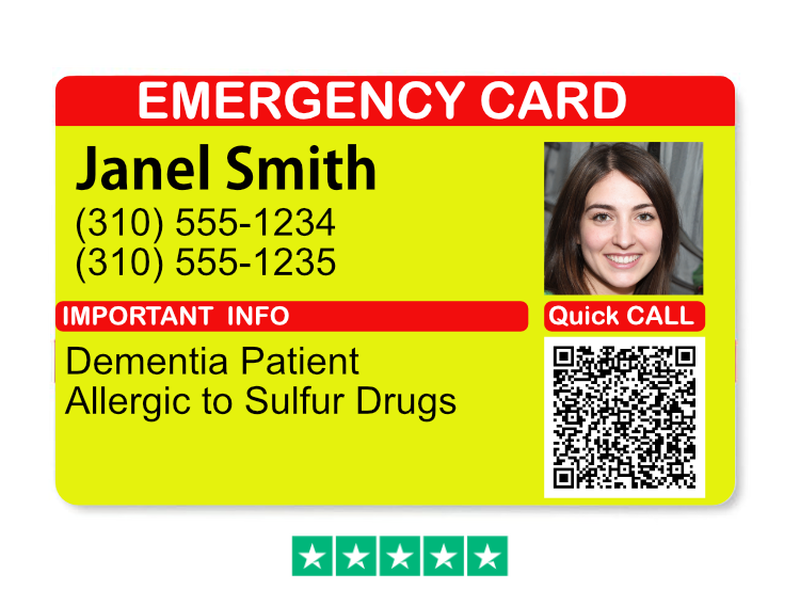 EMERGENCY CARD
Janel Smith
(310) 555-1234
(310) 555-1235
IMPORTANT INFO
Quick CALL
Dementia Patient
Allergic to Sulfur Drugs